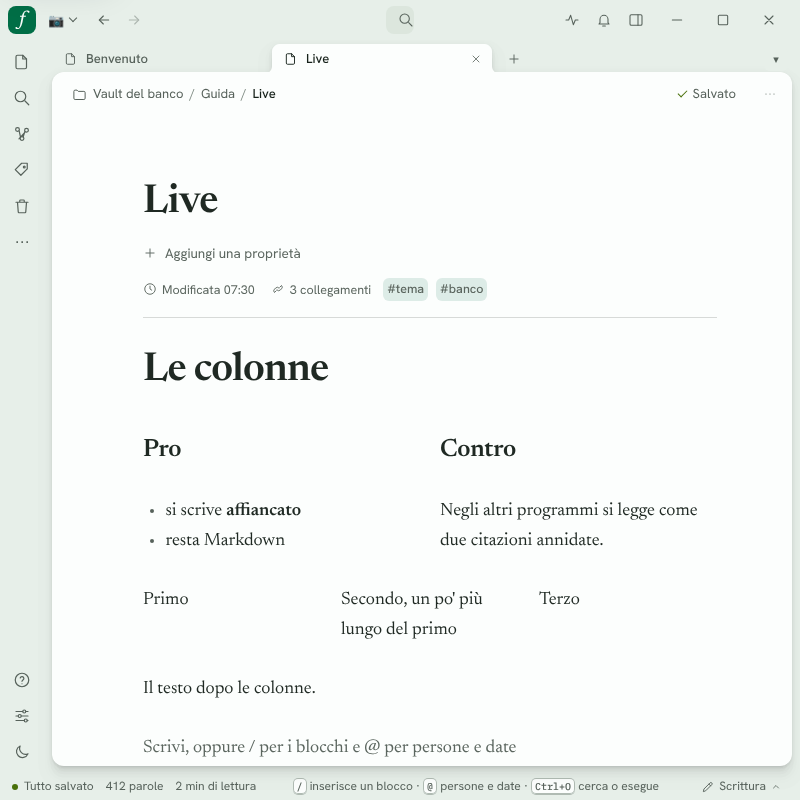 f
Benvenuto
Live
Vault del banco / Guida / Live
Salvato
Live
Aggiungi una proprietà
Modificata 07:30
3 collegamenti
#tema
#banco
Le colonne
Pro
• si scrive affiancato
• resta Markdown
Contro
Negli altri programmi si legge come
due citazioni annidate.
Primo
Secondo, un po' più
lungo del primo
Terzo
Il testo dopo le colonne.
Scrivi, oppure / per i blocchi e @ per persone e date
Tutto salvato
412 parole
2 min di lettura
/ inserisce un blocco · @ persone e date · Ctrl+O cerca o esegue
Scrittura